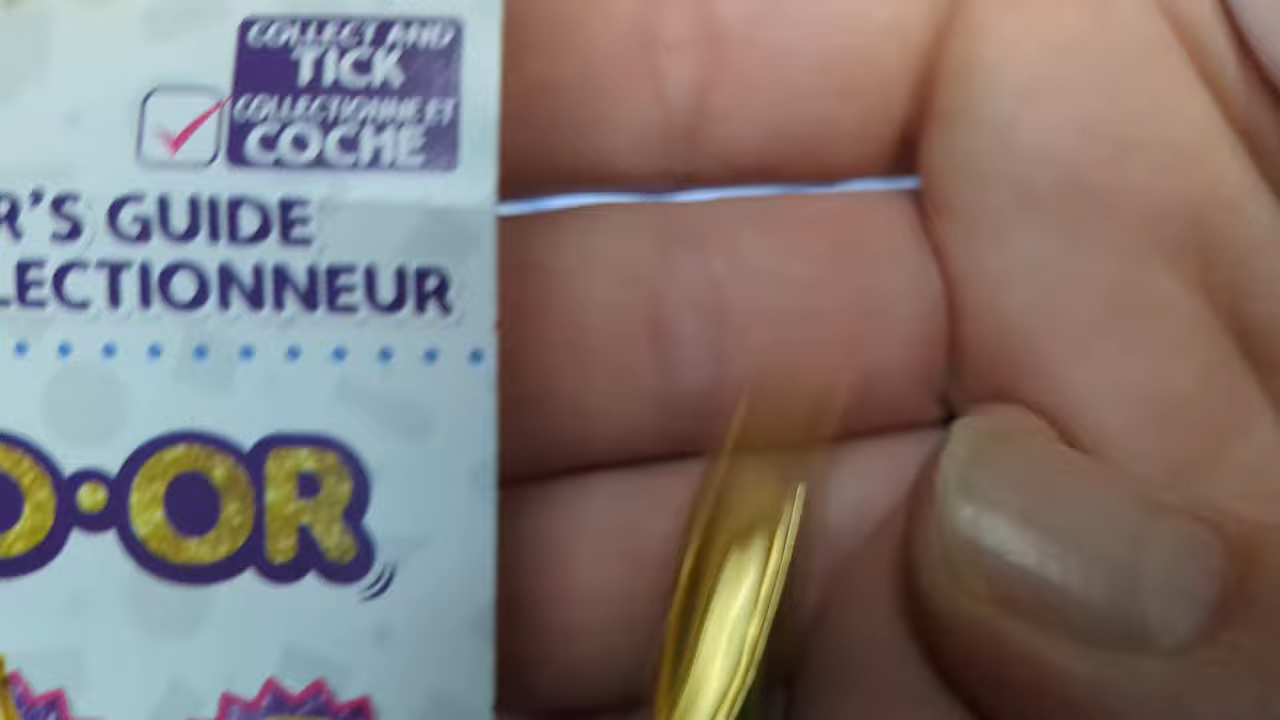 COLLECT AND
TICK
COLLECTIONNE ET
COCHE
R'S GUIDE
LECTIONNEUR
D•OR